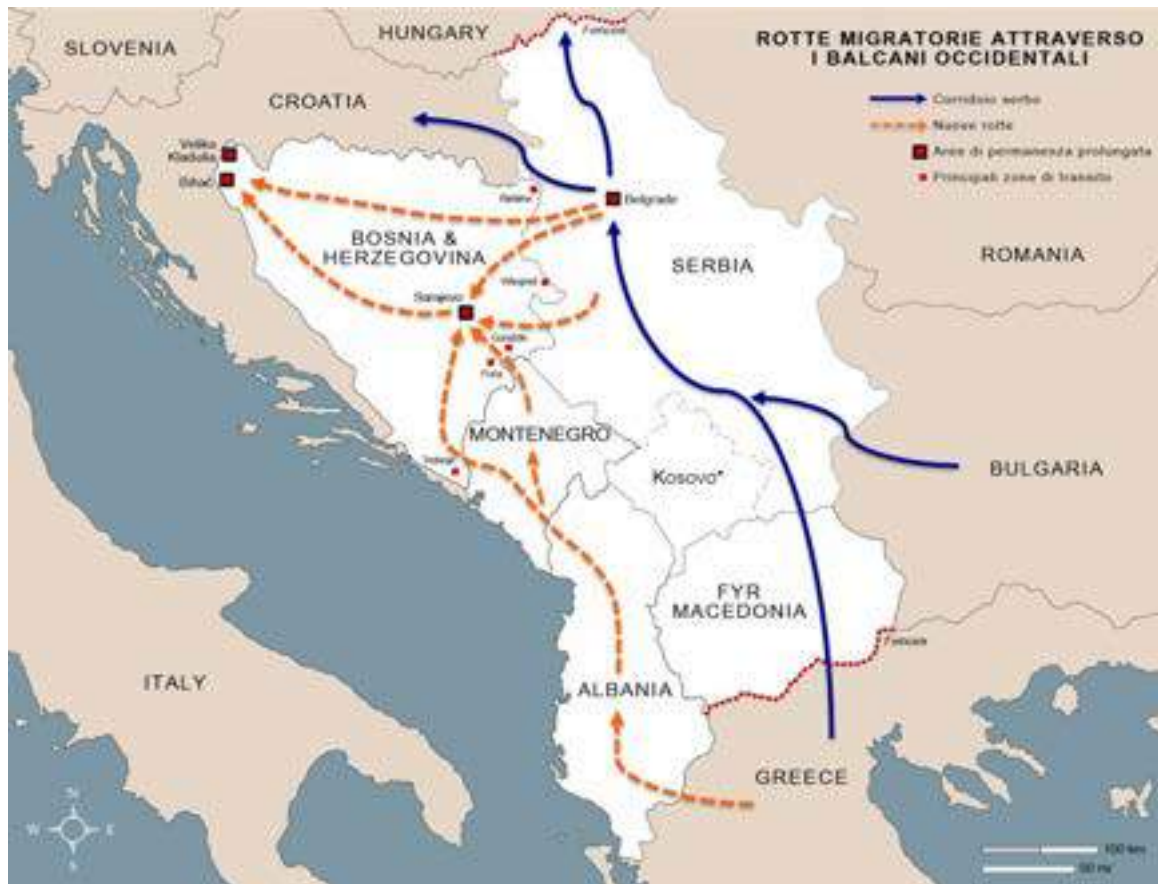 SLOVENIA
HUNGARY
ROTTE MIGRATORIE ATTRAVERSO
I BALCANI OCCIDENTALI
Corridoio serbo
Nuove rotte
Aree di permanenza prolungata
Principali zone di transito
CROATIA
Velika
Kladuša
Bihać
Belgrade
BOSNIA &
HERZEGOVINA
SERBIA
ROMANIA
Sarajevo
MONTENEGRO
Kosovo*
BULGARIA
FYR
MACEDONIA
ITALY
ALBANIA
GREECE
N
W
E
S
100 km